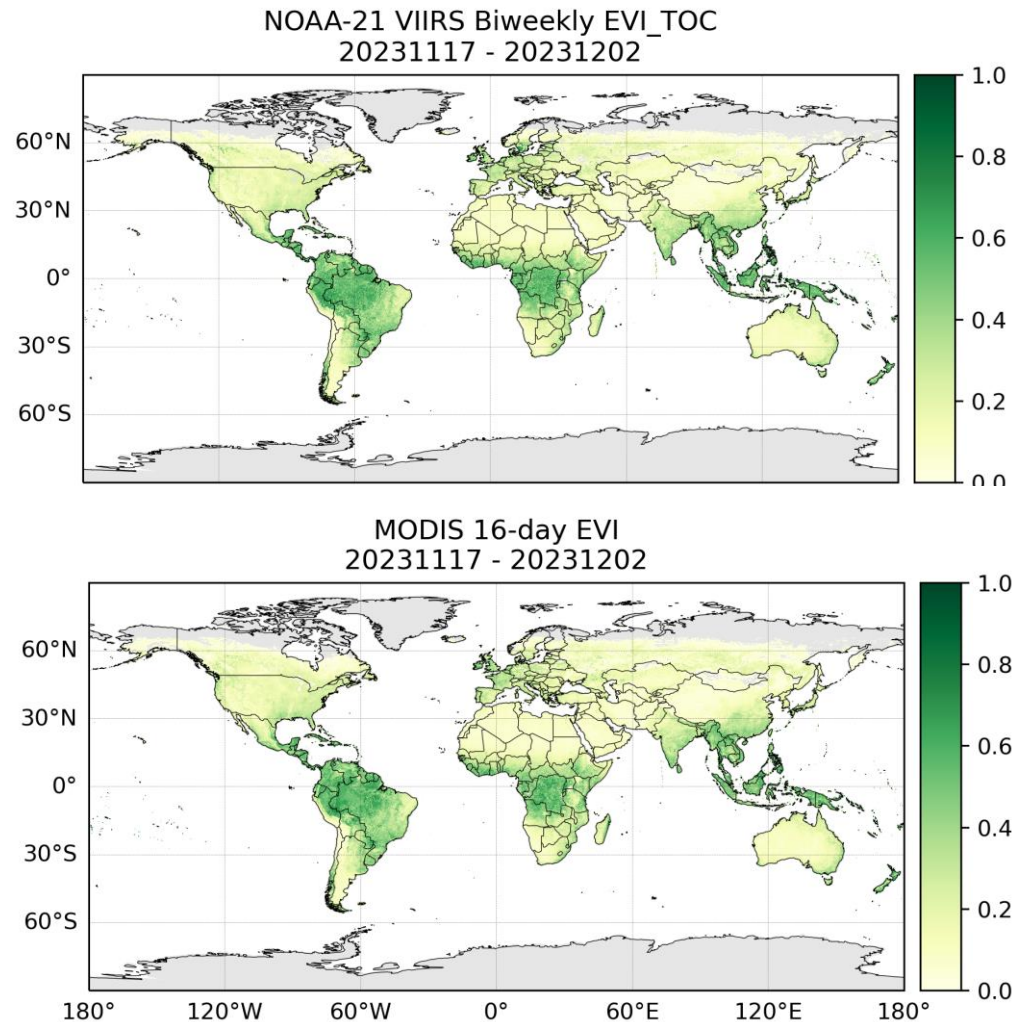 NOAA-21 VIIRS Biweekly EVI_TOC
20231117 - 20231202
60°N
30°N
0°
30°S
60°S
1.0
0.8
0.6
0.4
0.2
0.0
MODIS 16-day EVI
20231117 - 20231202
60°N
30°N
0°
30°S
60°S
180°
120°W
60°W
0°
60°E
120°E
180°
1.0
0.8
0.6
0.4
0.2
0.0